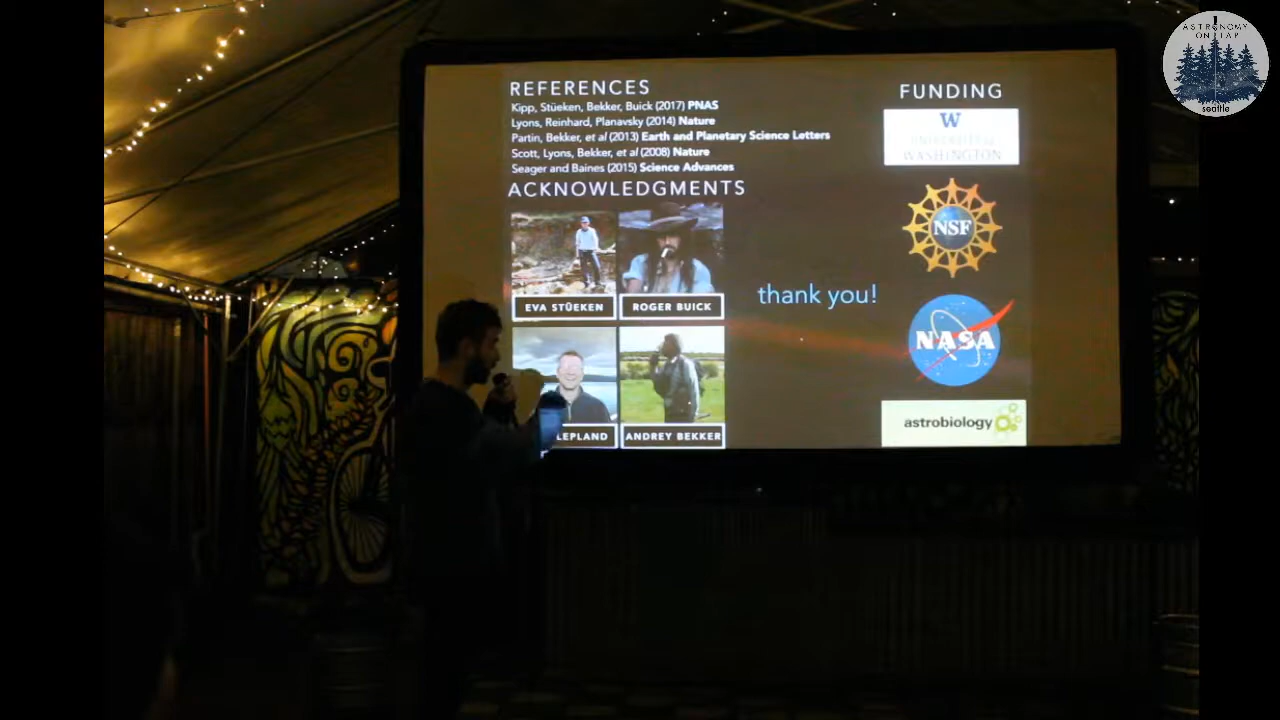 REFERENCES
Kipp, Stüeken, Bekker, Buick (2017) PNAS
Lyons, Reinhard, Planavsky (2014) Nature
Partin, Bekker, et al (2013) Earth and Planetary Science Letters
Scott, Lyons, Bekker, et al (2008) Nature
Seager and Baines (2015) Science Advances
ACKNOWLEDGMENTS
EVA STÜEKEN
ROGER BUICK
LEPLAND
ANDREY BEKKER
thank you!
FUNDING
W
UNIVERSITY of
WASHINGTON
NSF
NASA
astrobiology
ASTRONOMY
ON TAP
seattle